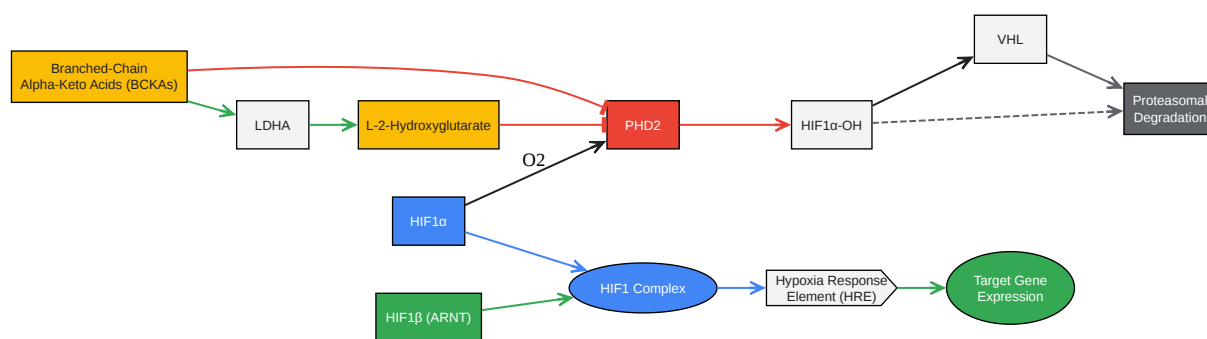 Branched-Chain
Alpha-Keto Acids (BCKAs)
LDHA
L-2-Hydroxyglutarate
PHD2
HIF1α-OH
VHL
Proteasomal
Degradation
O2
HIF1α
HIF1β (ARNT)
HIF1 Complex
Hypoxia Response
Element (HRE)
Target Gene
Expression